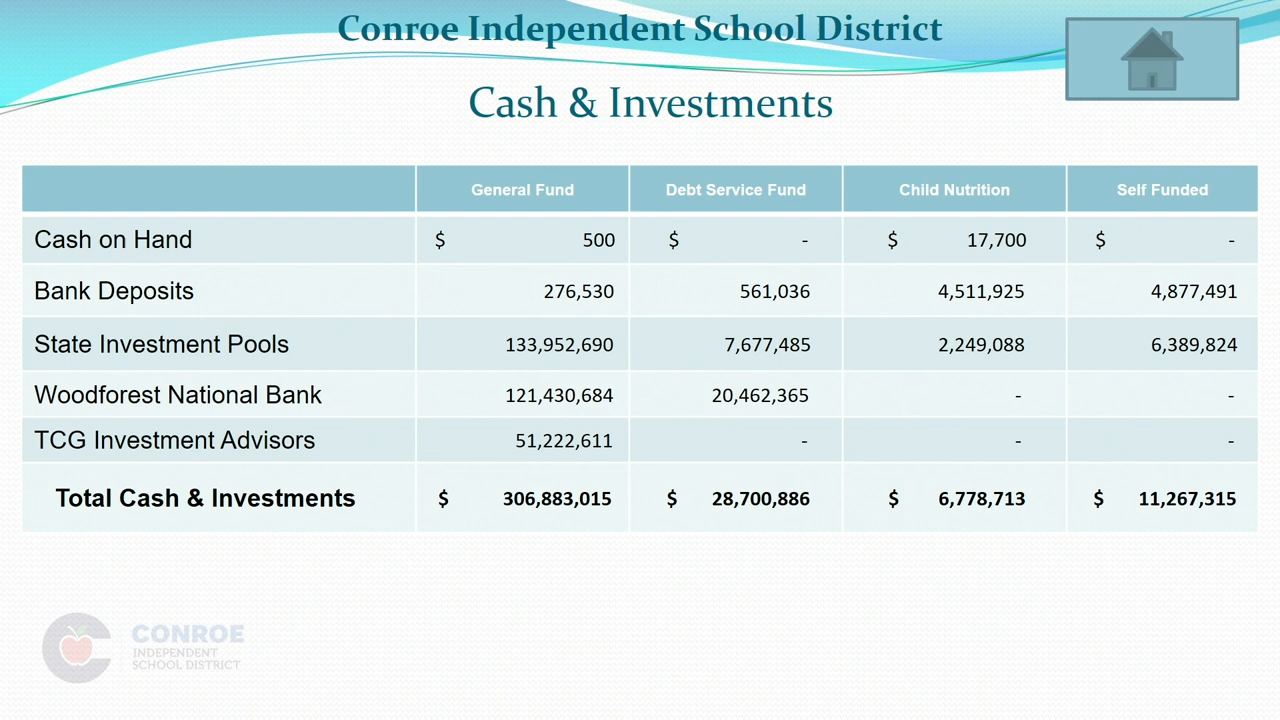 Conroe Independent School District
Cash & Investments
General Fund Debt Service Fund Child Nutrition Self Funded
Cash on Hand $ 500 $ - $ 17,700 $ -
Bank Deposits 276,530 561,036 4,511,925 4,877,491
State Investment Pools 133,952,690 7,677,485 2,249,088 6,389,824
Woodforest National Bank 121,430,684 20,462,365 - -
TCG Investment Advisors 51,222,611 - - -
Total Cash & Investments $ 306,883,015 $ 28,700,886 $ 6,778,713 $ 11,267,315
CONROE
INDEPENDENT
SCHOOL DISTRICT